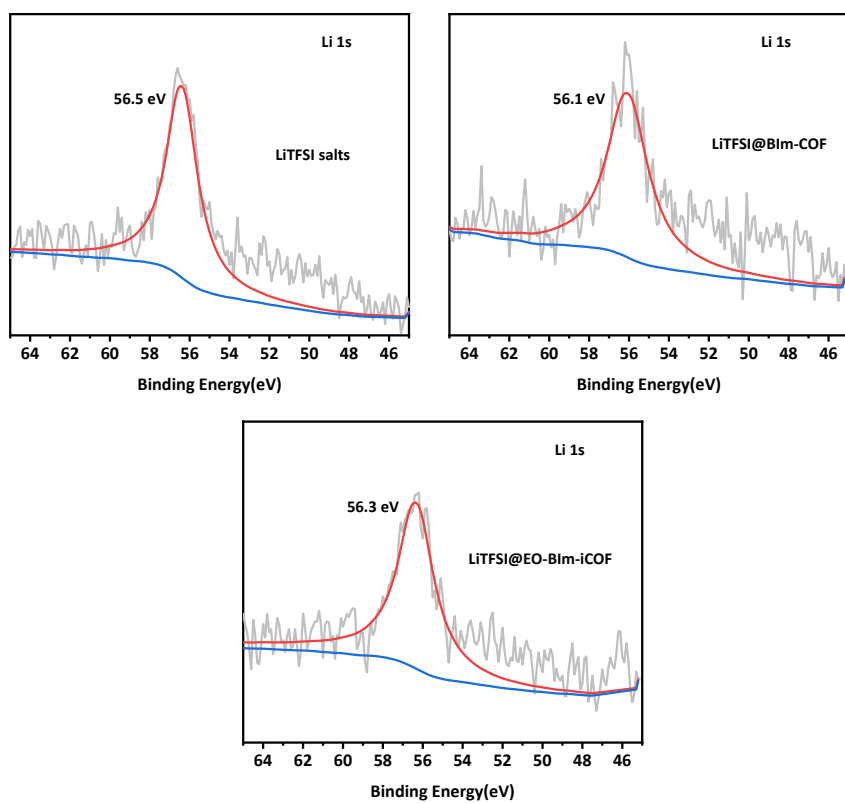 Li 1s
56.5 eV
LiTFSI salts
64 62 60 58 56 54 52 50 48 46
Binding Energy(eV)
Li 1s
56.1 eV
LiTFSI@BIm-COF
64 62 60 58 56 54 52 50 48 46
Binding Energy(eV)
Li 1s
56.3 eV
LiTFSI@EO-BIm-iCOF
64 62 60 58 56 54 52 50 48 46
Binding Energy(eV)